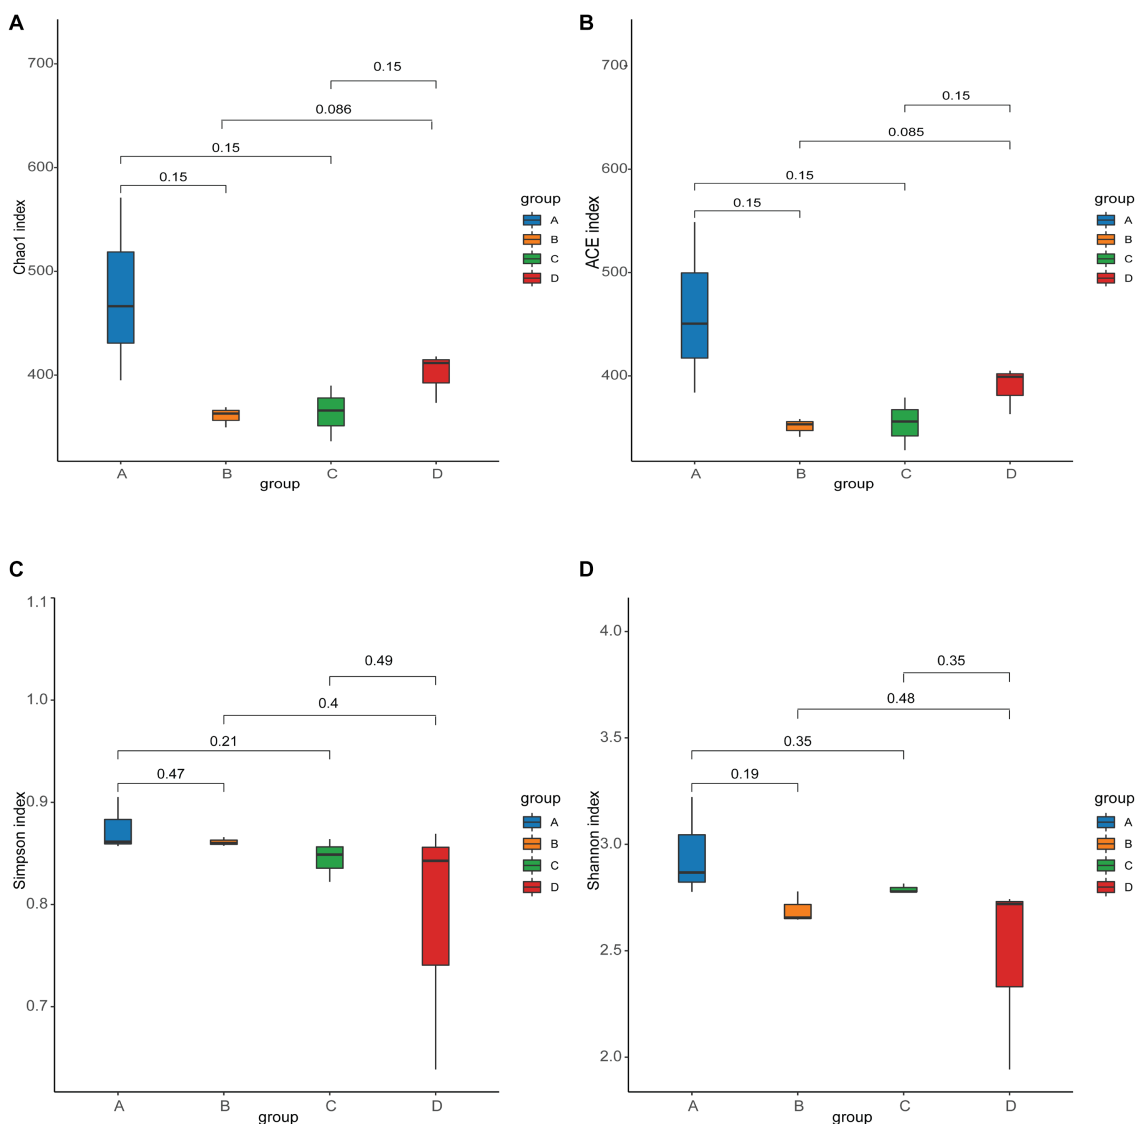 A
Chao1 index
700
600
500
400
0.15
0.086
0.15
0.15
A
B
C
D
group
group
A
B
C
D
B
ACE index
700
600
500
400
0.15
0.085
0.15
0.15
A
B
C
D
group
group
A
B
C
D
C
Simpson index
1.1
1.0
0.9
0.8
0.7
0.49
0.4
0.21
0.47
A
B
C
D
group
group
A
B
C
D
D
Shannon index
4.0
3.5
3.0
2.5
2.0
0.35
0.48
0.35
0.19
A
B
C
D
group
group
A
B
C
D